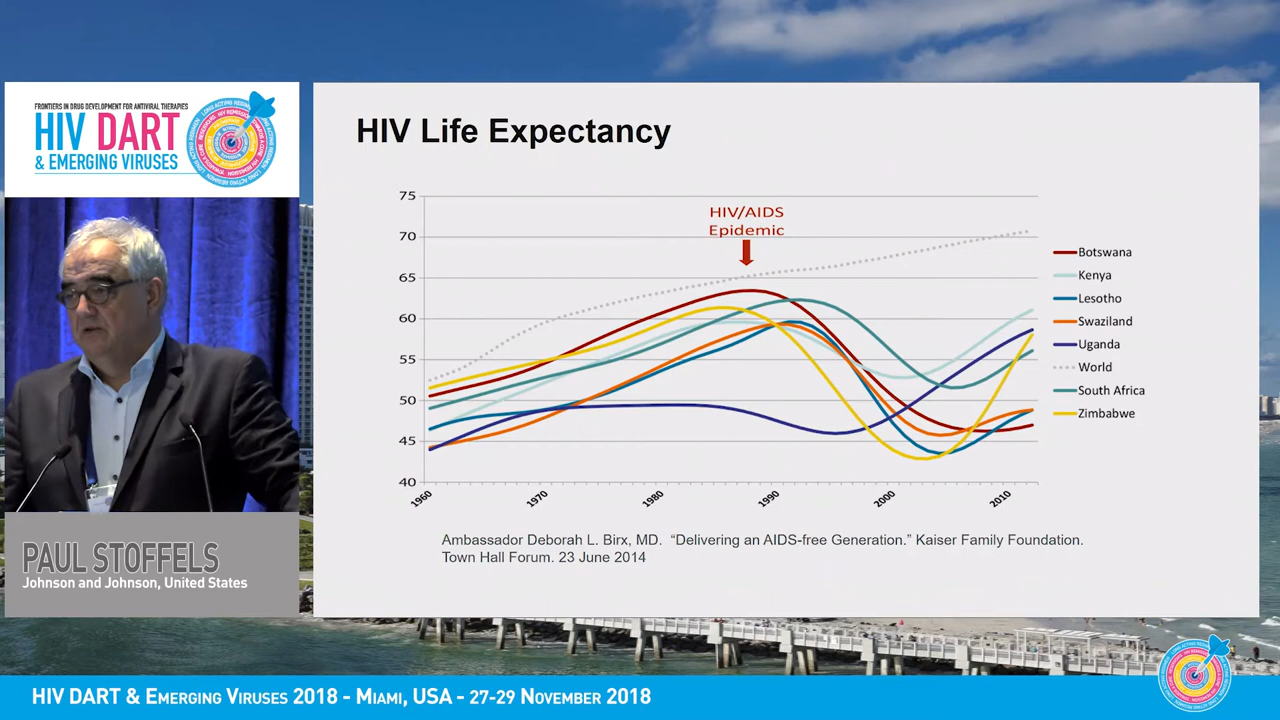 FRONTIERS IN DRUG DEVELOPMENT FOR ANTIVIRAL THERAPIES
HIV DART
& EMERGING VIRUSES
PAUL STOFFELS
Johnson and Johnson, United States
HIV Life Expectancy
HIV/AIDS
Epidemic
75
70
65
60
55
50
45
40
1960
1970
1980
1990
2000
2010
Botswana
Kenya
Lesotho
Swaziland
Uganda
World
South Africa
Zimbabwe
Ambassador Deborah L. Birx, MD. “Delivering an AIDS-free Generation.” Kaiser Family Foundation.
Town Hall Forum. 23 June 2014
HIV DART & EMERGING VIRUSES 2018 - MIAMI, USA - 27-29 NOVEMBER 2018